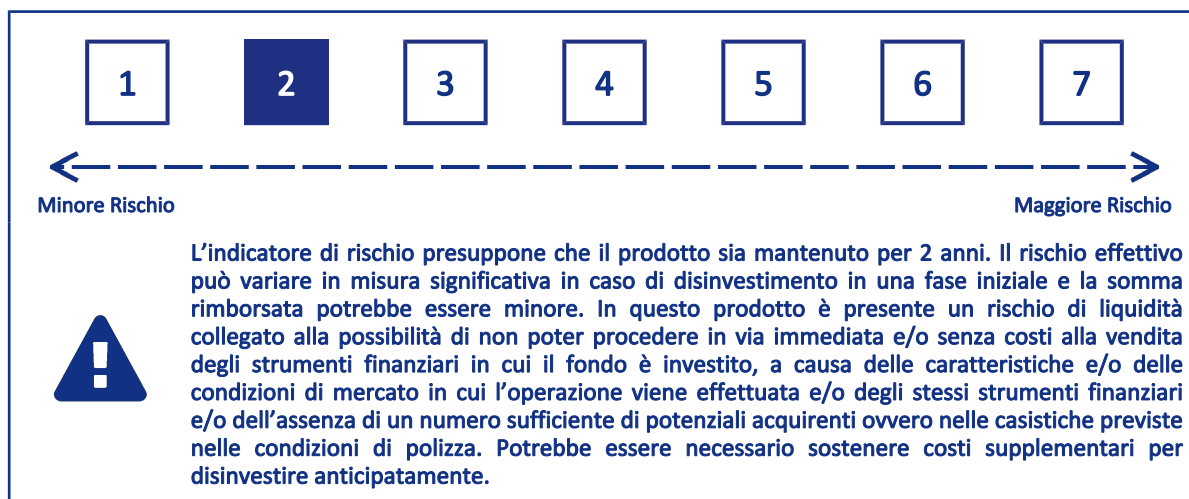 1 2 3 4 5 6 7
Minore Rischio Maggiore Rischio
L’indicatore di rischio presuppone che il prodotto sia mantenuto per 2 anni. Il rischio effettivo
può variare in misura significativa in caso di disinvestimento in una fase iniziale e la somma
rimborsata potrebbe essere minore. In questo prodotto è presente un rischio di liquidità
collegato alla possibilità di non poter procedere in via immediata e/o senza costi alla vendita
degli strumenti finanziari in cui il fondo è investito, a causa delle caratteristiche e/o delle
condizioni di mercato in cui l’operazione viene effettuata e/o degli stessi strumenti finanziari
e/o dell’assenza di un numero sufficiente di potenziali acquirenti ovvero nelle casistiche previste
nelle condizioni di polizza. Potrebbe essere necessario sostenere costi supplementari per
disinvestire anticipatamente.